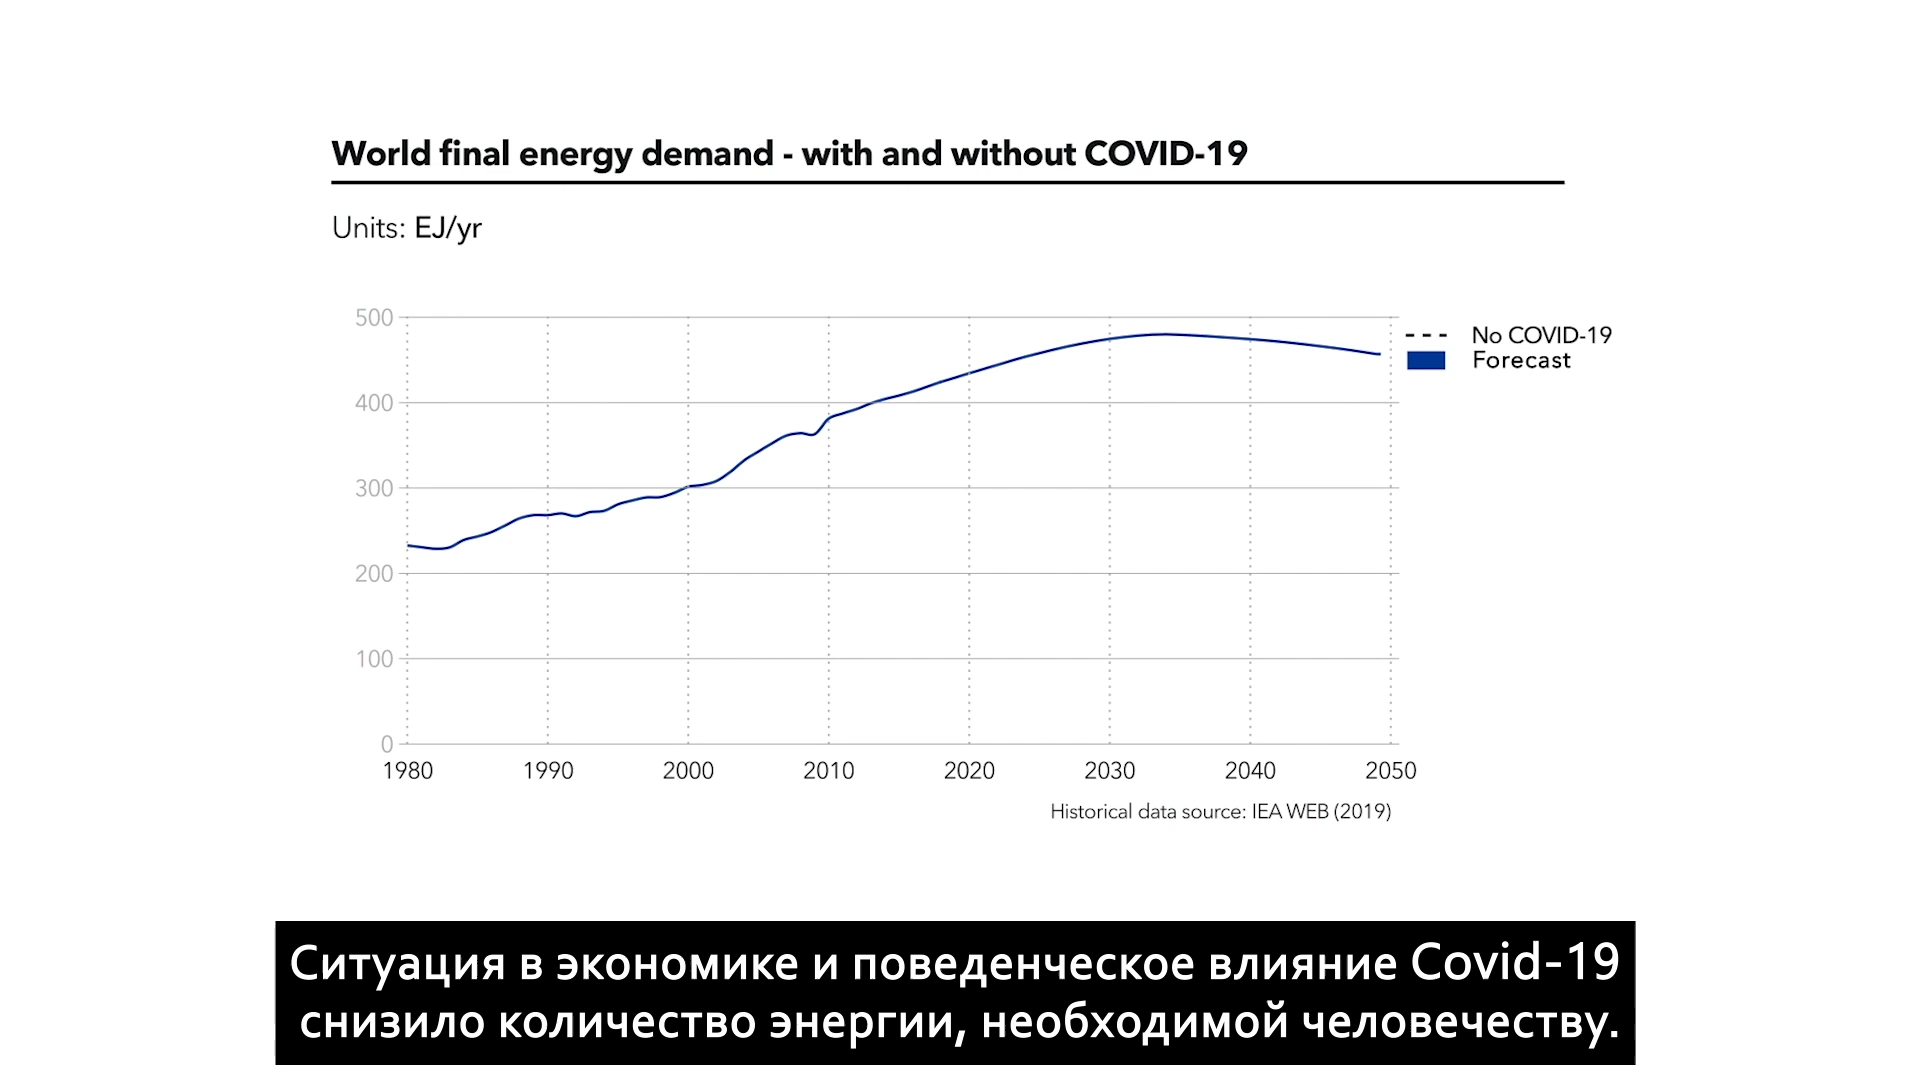 World final energy demand - with and without COVID-19
Units: EJ/yr
500
400
300
200
100
0
No COVID-19
Forecast
1980 1990 2000 2010 2020 2030 2040 2050
Historical data source: IEA WEB (2019)
Ситуация в экономике и поведенческое влияние Covid-19
снизило количество энергии, необходимой человечеству.